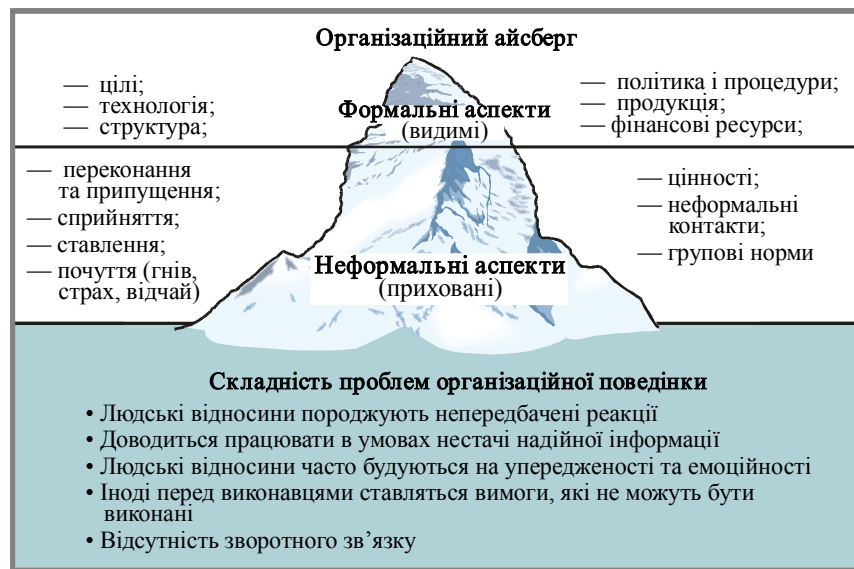 Організаційний айсберг
— цілі;
— технологія;
— структура;
Формальні аспекти
(видимі)
— політика і процедури;
— продукція;
— фінансові ресурси;
— переконання
та припущення;
— сприйняття;
— ставлення;
— почуття (гнів,
страх, відчай)
Неформальні аспекти
(приховані)
— цінності;
— неформальні
контакти;
— групові норми
Складність проблем організаційної поведінки
• Людські відносини породжують непередбачені реакції
• Доводиться працювати в умовах нестачі надійної інформації
• Людські відносини часто будуються на упередженості та емоційності
• Іноді перед виконавцями ставляться вимоги, які не можуть бути
виконані
• Відсутність зворотного зв’язку